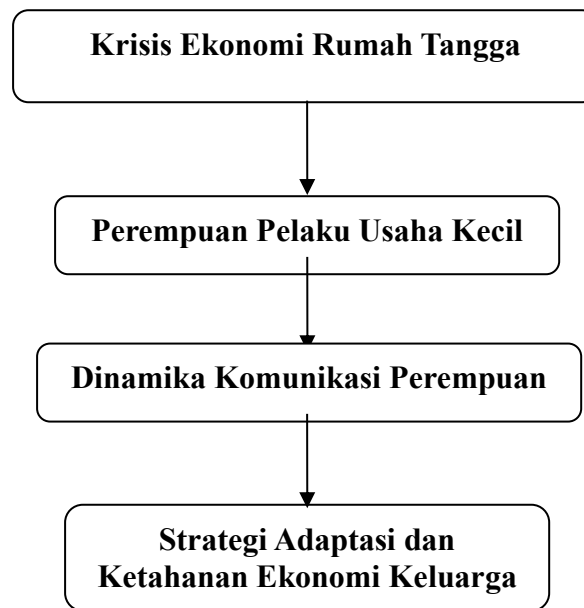 Krisis Ekonomi Rumah Tangga
Perempuan Pelaku Usaha Kecil
Dinamika Komunikasi Perempuan
Strategi Adaptasi dan
Ketahanan Ekonomi Keluarga